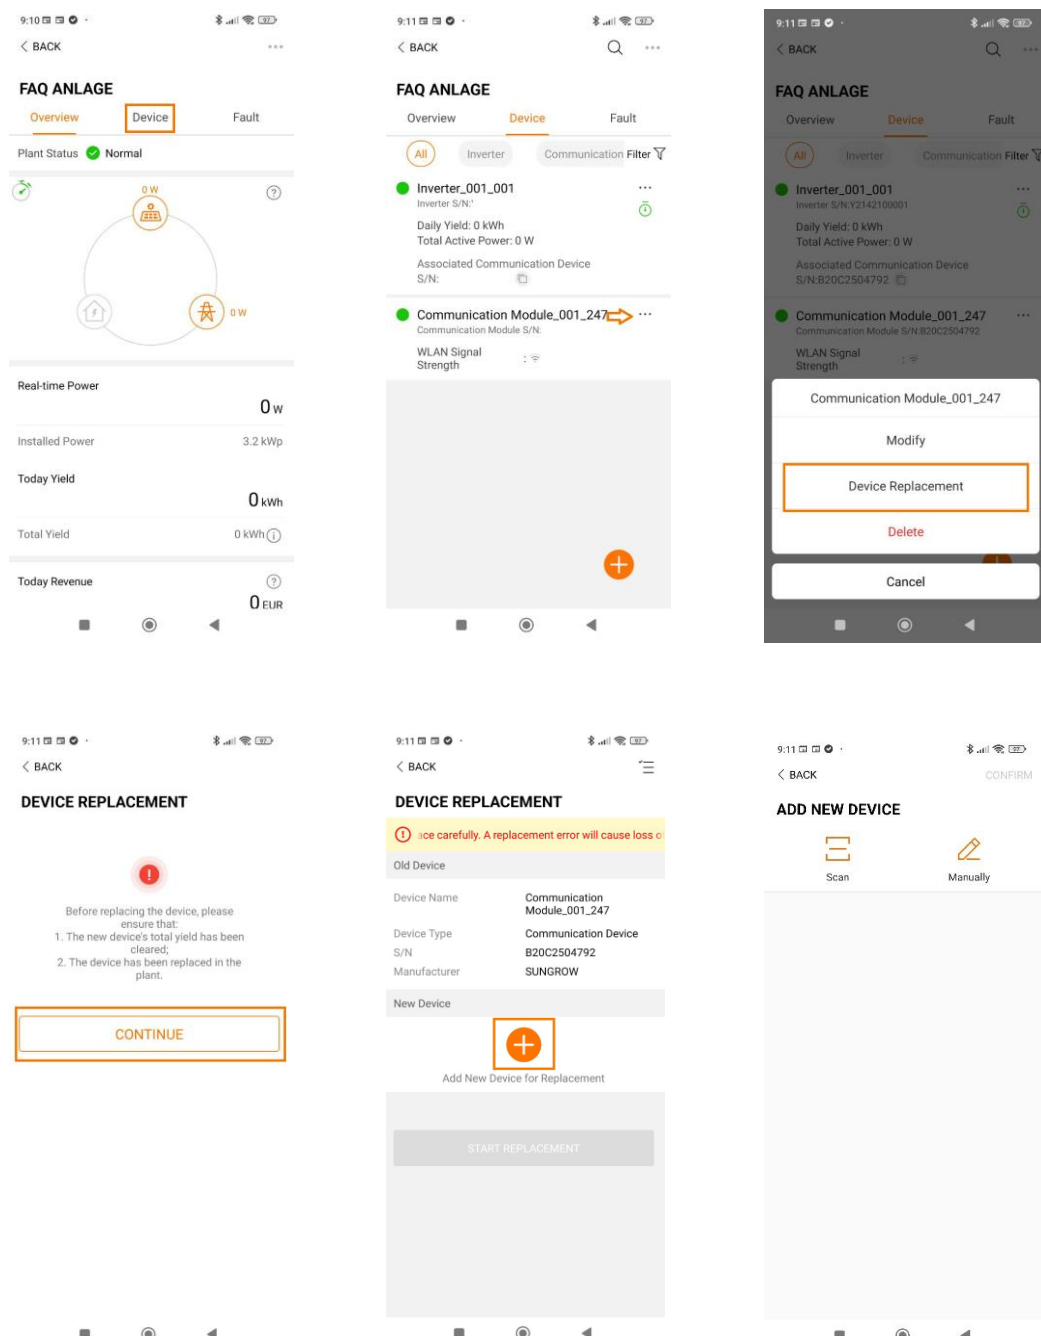 9:10
97
BACK
FAQ ANLAGE
Overview
Device
Fault
Plant Status Normal
0 W
0 W
Real-time Power
0 W
Installed Power
3.2 kWp
Today Yield
0 kWh
Total Yield
0 kWh
Today Revenue
0 EUR
9:11
97
BACK
FAQ ANLAGE
Overview
Device
Fault
All
Inverter
Communication
Filter
Inverter_001_001
Inverter S/N:
Daily Yield: 0 kWh
Total Active Power: 0 W
Associated Communication Device
S/N:
Communication Module_001_247
Communication Module S/N:
WLAN Signal
Strength
:
9:11
97
BACK
FAQ ANLAGE
Overview
Device
Fault
All
Inverter
Communication
Filter
Inverter_001_001
Inverter S/N:Y2142100001
Daily Yield: 0 kWh
Total Active Power: 0 W
Associated Communication Device
S/N:B20C2504792
Communication Module_001_247
Communication Module S/N:B20C2504792
WLAN Signal
Strength
:
Communication Module_001_247
Modify
Device Replacement
Delete
Cancel
9:11
97
BACK
DEVICE REPLACEMENT
Before replacing the device, please
ensure that:
1. The new device's total yield has been
cleared;
2. The device has been replaced in the
plant.
CONTINUE
9:11
97
BACK
DEVICE REPLACEMENT
ace carefully. A replacement error will cause loss o
Old Device
Device Name
Communication
Module_001_247
Device Type
Communication Device
S/N
B20C2504792
Manufacturer
SUNGROW
New Device
Add New Device for Replacement
START REPLACEMENT
9:11
97
BACK
CONFIRM
ADD NEW DEVICE
Scan
Manually